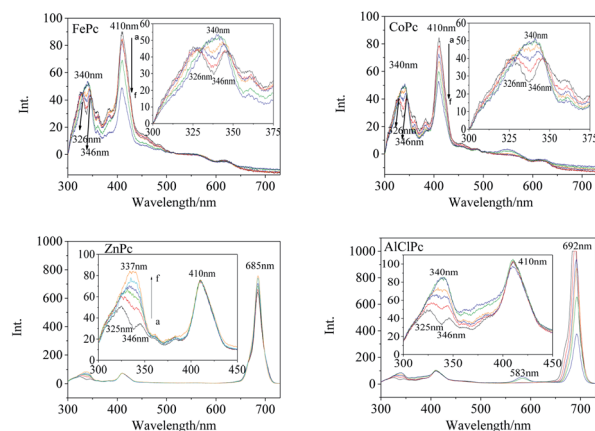 100
80
60
40
20
0
Int.
FePc
410nm
a
f
340nm
326nm
346nm
60
50
40
30
20
10
0
340nm
326nm
346nm
300 325 350 375
300 400 500 600 700
Wavelength/nm
100
80
60
40
20
0
Int.
CoPc
410nm
a
f
340nm
326nm
346nm
60
50
40
30
20
10
0
340nm
326nm
346nm
300 325 350 375
300 400 500 600 700
Wavelength/nm
1000
800
600
400
200
0
Int.
ZnPc
685nm
100
80
60
40
20
0
337nm
f
a
325nm
346nm
410nm
300 350 400 450
300 400 500 600 700
Wavelength/nm
1000
800
600
400
200
0
Int.
AlClPc
692nm
100
80
60
40
20
0
340nm
325nm
346nm
410nm
300 350 400 450
583nm
300 400 500 600 700
Wavelength/nm